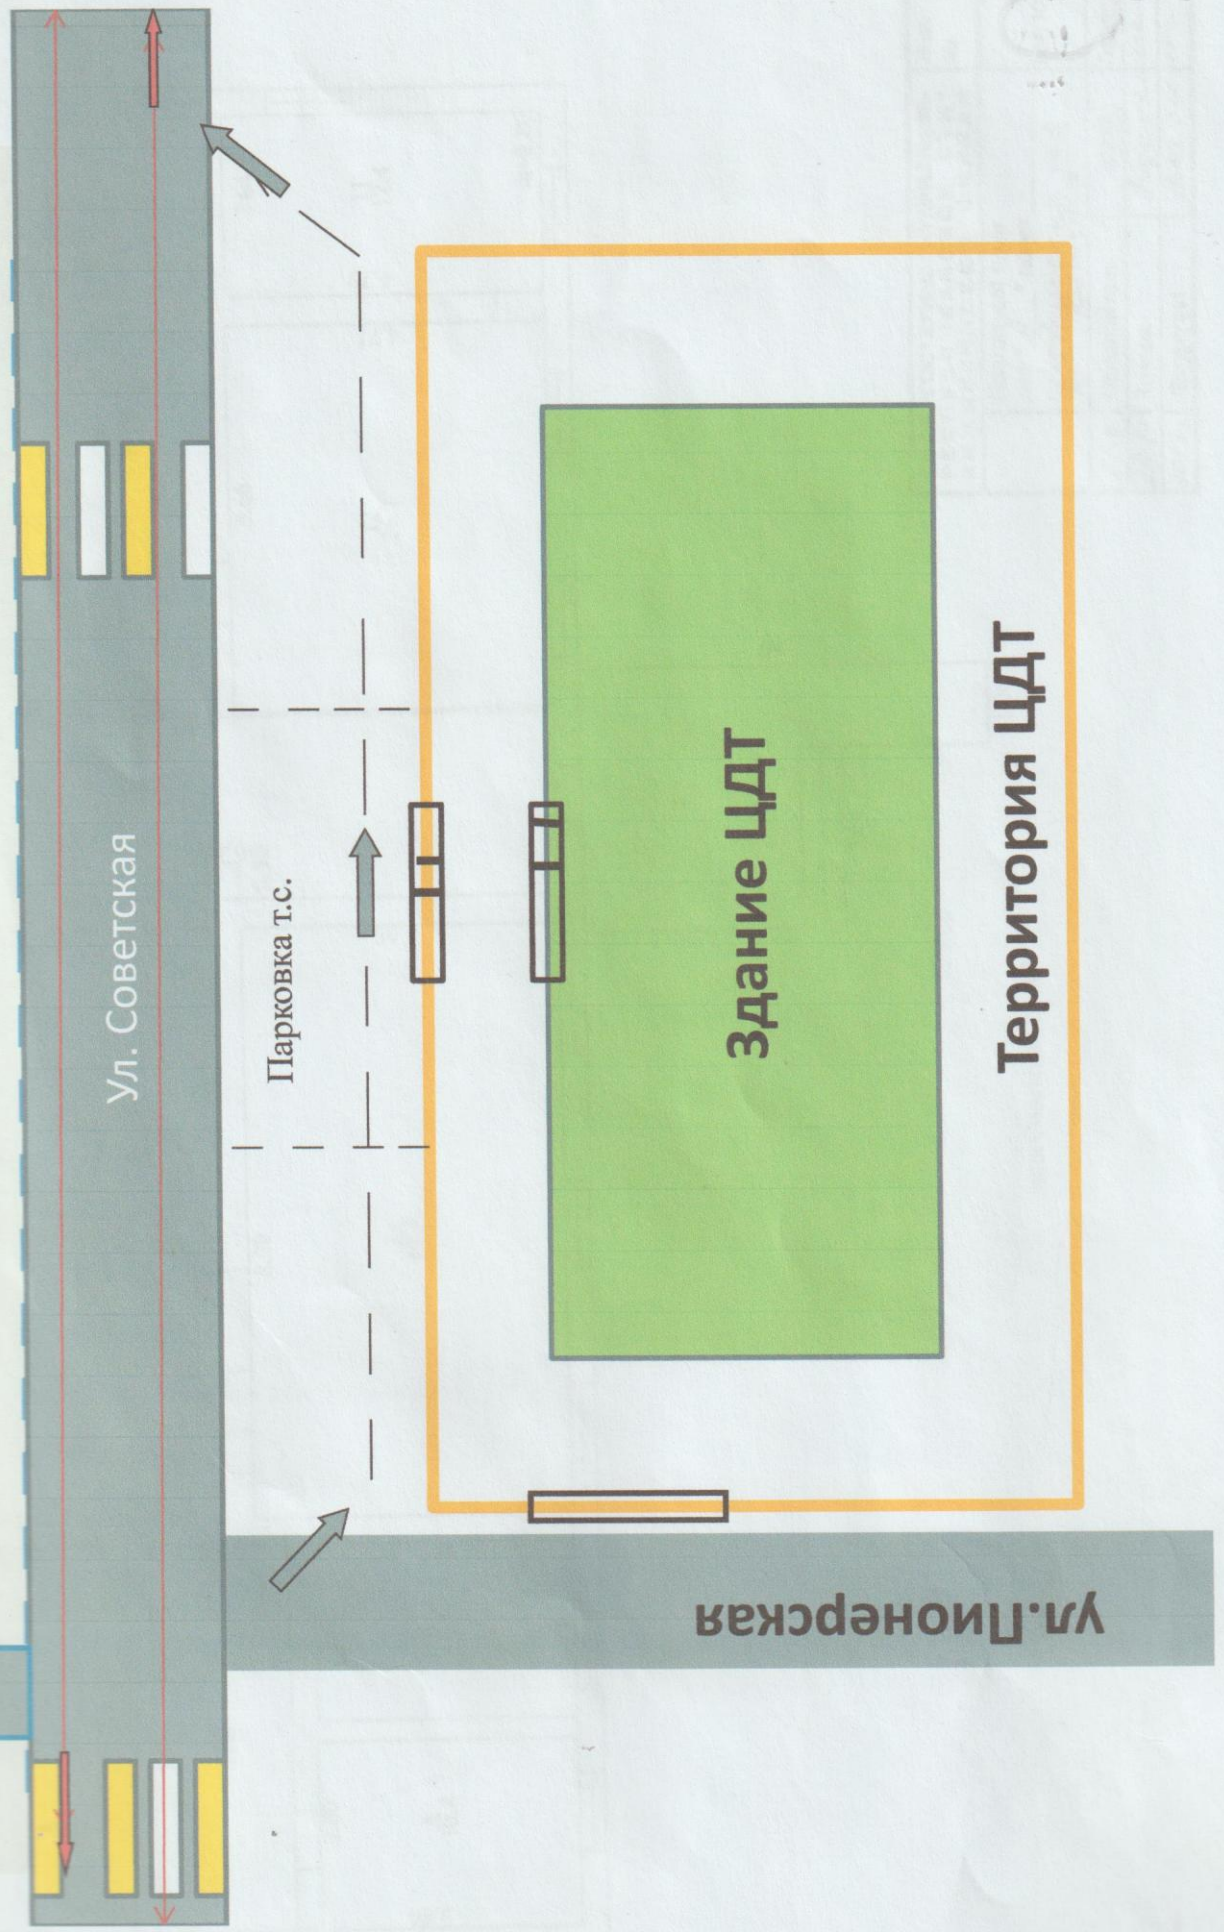 Ул. Советская
Парковка т.с.
Здание ЦДТ
Территория ЦДТ
ул.Пионерская